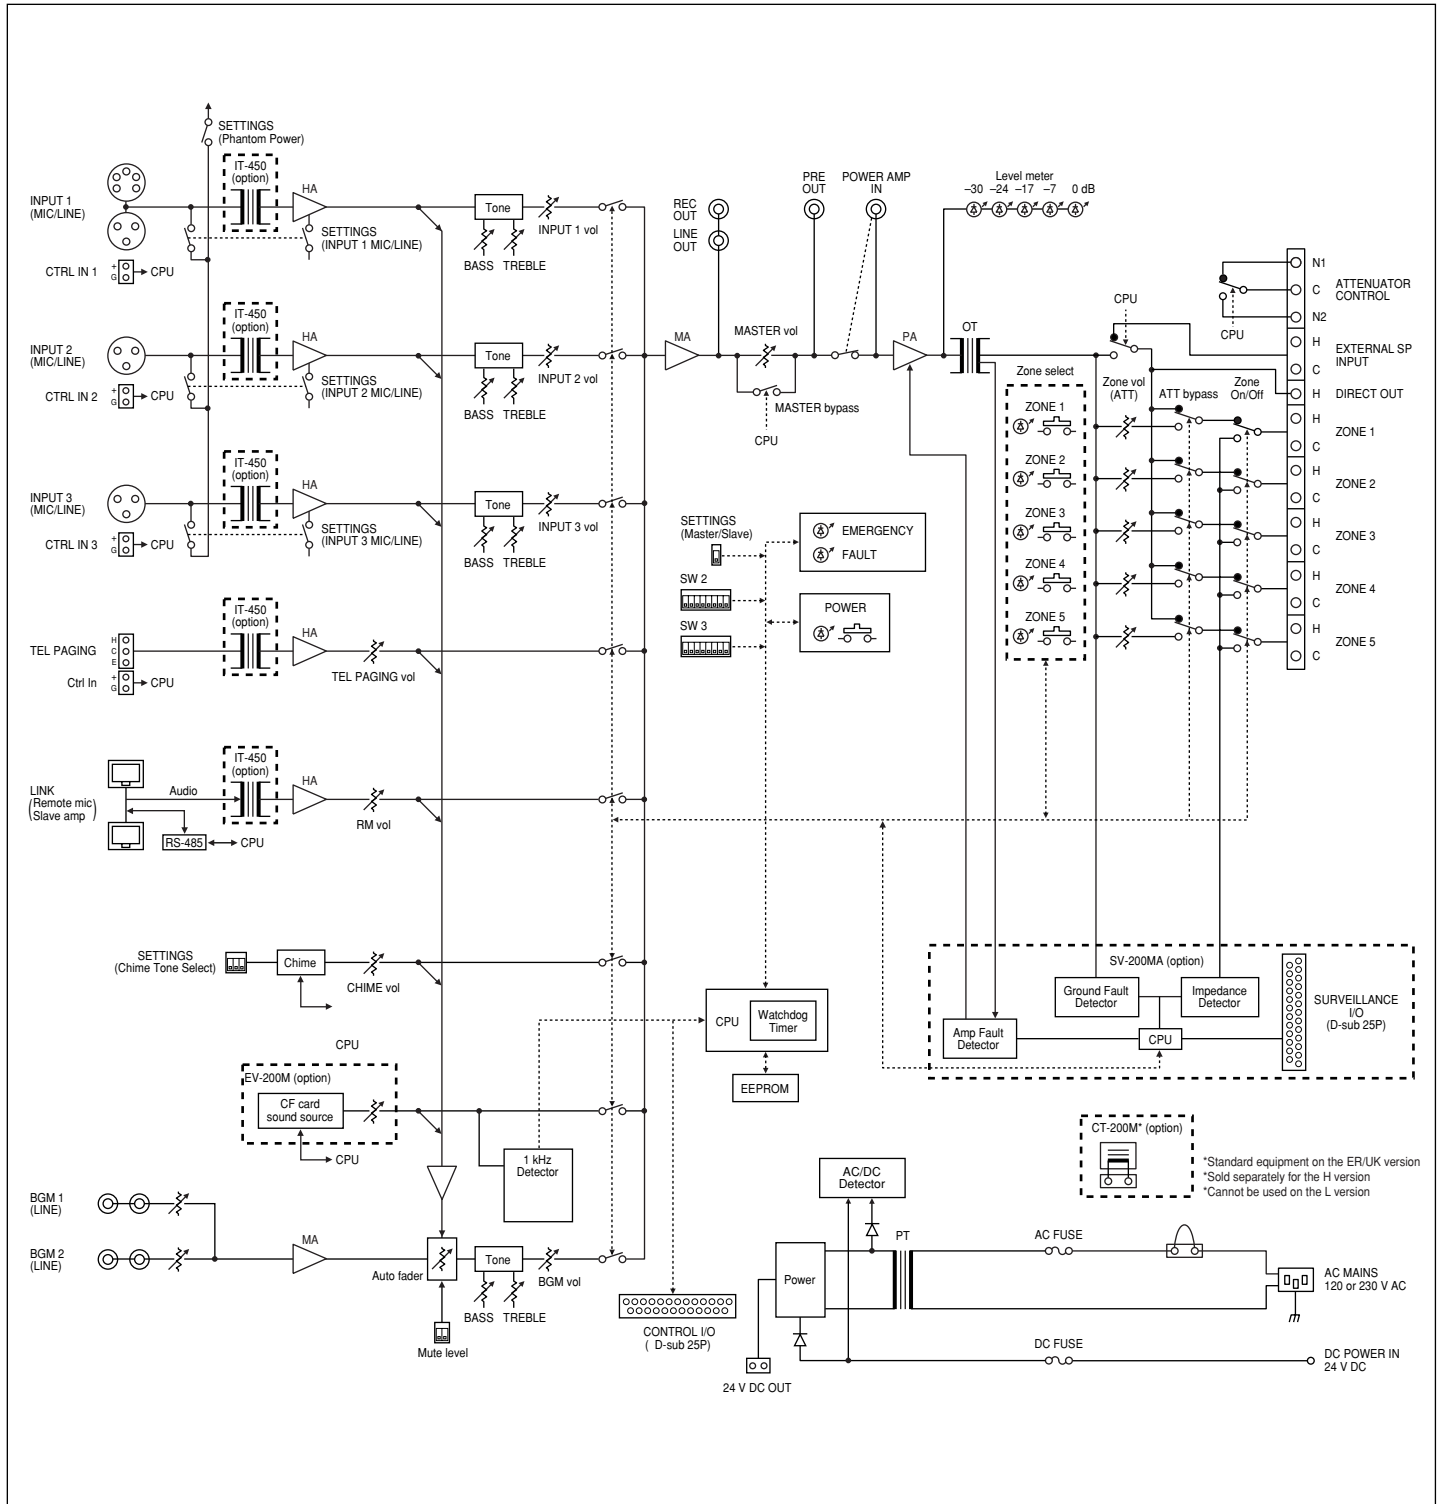 SETTINGS
(Phantom Power)
IT-450
(option)
HA
INPUT 1
(MIC/LINE)
SETTINGS
(INPUT 1 MIC/LINE)
CTRL IN 1
+
G
CPU
Tone
INPUT 1 vol
BASS TREBLE
IT-450
(option)
HA
INPUT 2
(MIC/LINE)
SETTINGS
(INPUT 2 MIC/LINE)
CTRL IN 2
+
G
CPU
Tone
INPUT 2 vol
BASS TREBLE
IT-450
(option)
HA
INPUT 3
(MIC/LINE)
SETTINGS
(INPUT 3 MIC/LINE)
CTRL IN 3
+
G
CPU
Tone
INPUT 3 vol
BASS TREBLE
IT-450
(option)
HA
TEL PAGING
H
C
E
Ctrl In
+
G
CPU
TEL PAGING vol
IT-450
(option)
HA
LINK
(Remote mic)
(Slave amp)
Audio
RS-485
CPU
RM vol
SETTINGS
(Chime Tone Select)
Chime
CHIME vol
CPU
EV-200M (option)
CF card
sound source
CPU
1 kHz
Detector
BGM 1
(LINE)
BGM 2
(LINE)
MA
Auto fader
Mute level
Tone
BGM vol
BASS TREBLE
REC
OUT
LINE
OUT
PRE
OUT
POWER AMP
IN
Level meter
–30 –24 –17 –7 0 dB
MA
MASTER vol
MASTER bypass
CPU
PA
OT
CPU
CPU
N1
C
N2
ATTENUATOR
CONTROL
H
C
EXTERNAL SP
INPUT
H
DIRECT OUT
H
C
ZONE 1
H
C
ZONE 2
H
C
ZONE 3
H
C
ZONE 4
H
C
ZONE 5
Zone select
ZONE 1
ZONE 2
ZONE 3
ZONE 4
ZONE 5
Zone vol
(ATT)
ATT bypass
Zone
On/Off
SETTINGS
(Master/Slave)
SW 2
SW 3
EMERGENCY
FAULT
POWER
CPU
Watchdog
Timer
EEPROM
CONTROL I/O
( D-sub 25P)
SV-200MA (option)
Ground Fault
Detector
Impedance
Detector
Amp Fault
Detector
CPU
SURVEILLANCE
I/O
(D-sub 25P)
CT-200M* (option)
*Standard equipment on the ER/UK version
*Sold separately for the H version
*Cannot be used on the L version
AC/DC
Detector
Power
PT
AC FUSE
AC MAINS
120 or 230 V AC
DC FUSE
DC POWER IN
24 V DC
24 V DC OUT